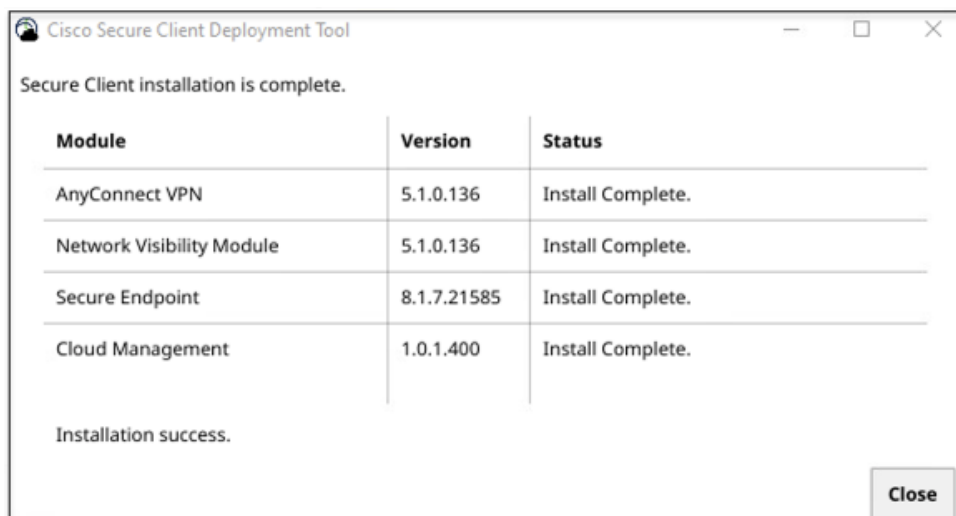 Cisco Secure Client Deployment Tool
Secure Client installation is complete.
Module Version Status
AnyConnect VPN 5.1.0.136 Install Complete.
Network Visibility Module 5.1.0.136 Install Complete.
Secure Endpoint 8.1.7.21585 Install Complete.
Cloud Management 1.0.1.400 Install Complete.
Installation success.
Close